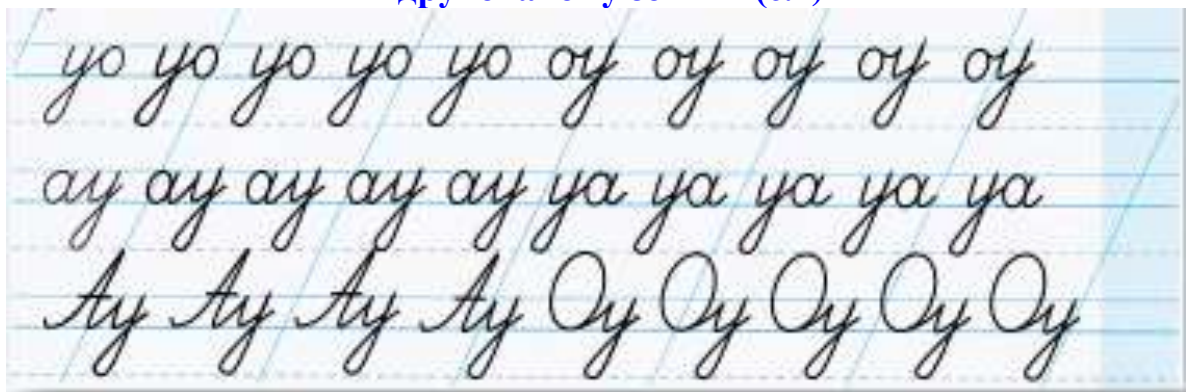 уо уо уо уо уо оу оу оу оу оу
ау ау ау ау ау уа уа уа уа уа
Ау Ау Ау Ау Оу Оу Оу Оу Оу